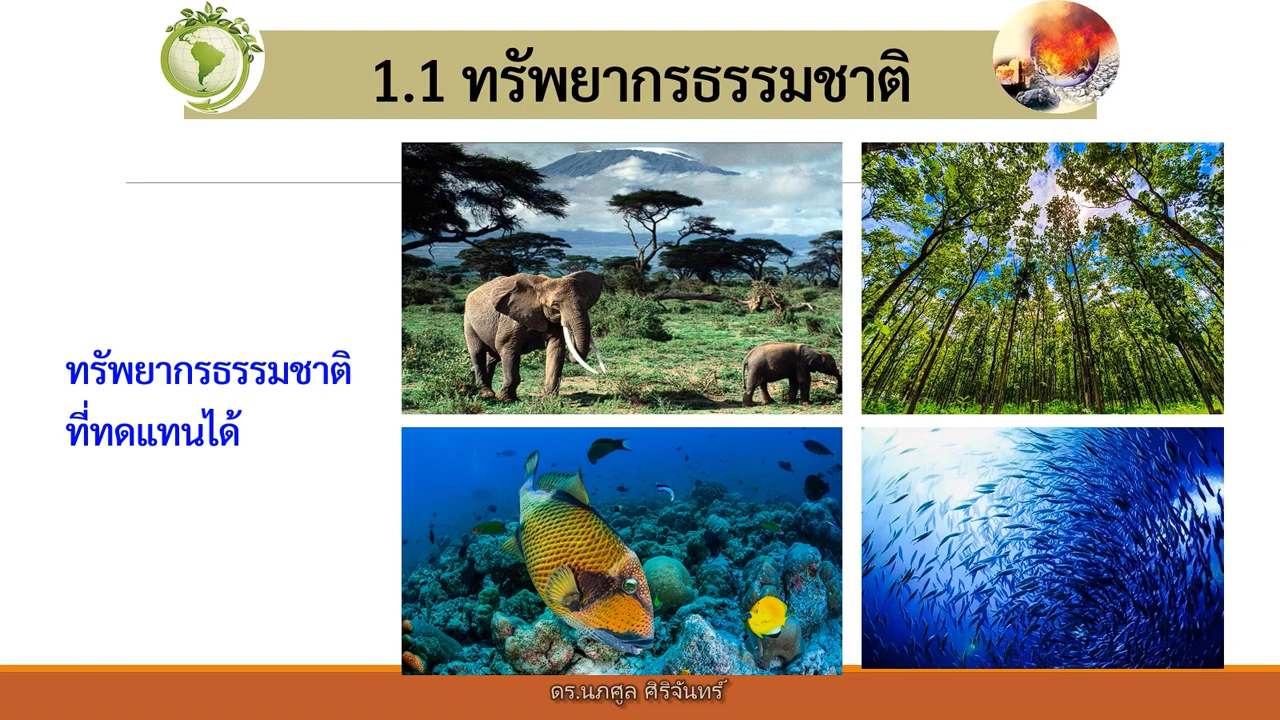 1.1 ทรัพยากรธรรมชาติ
ทรัพยากรธรรมชาติ
ที่ทดแทนได้
ดร.นภศูล ศิริจันทร์